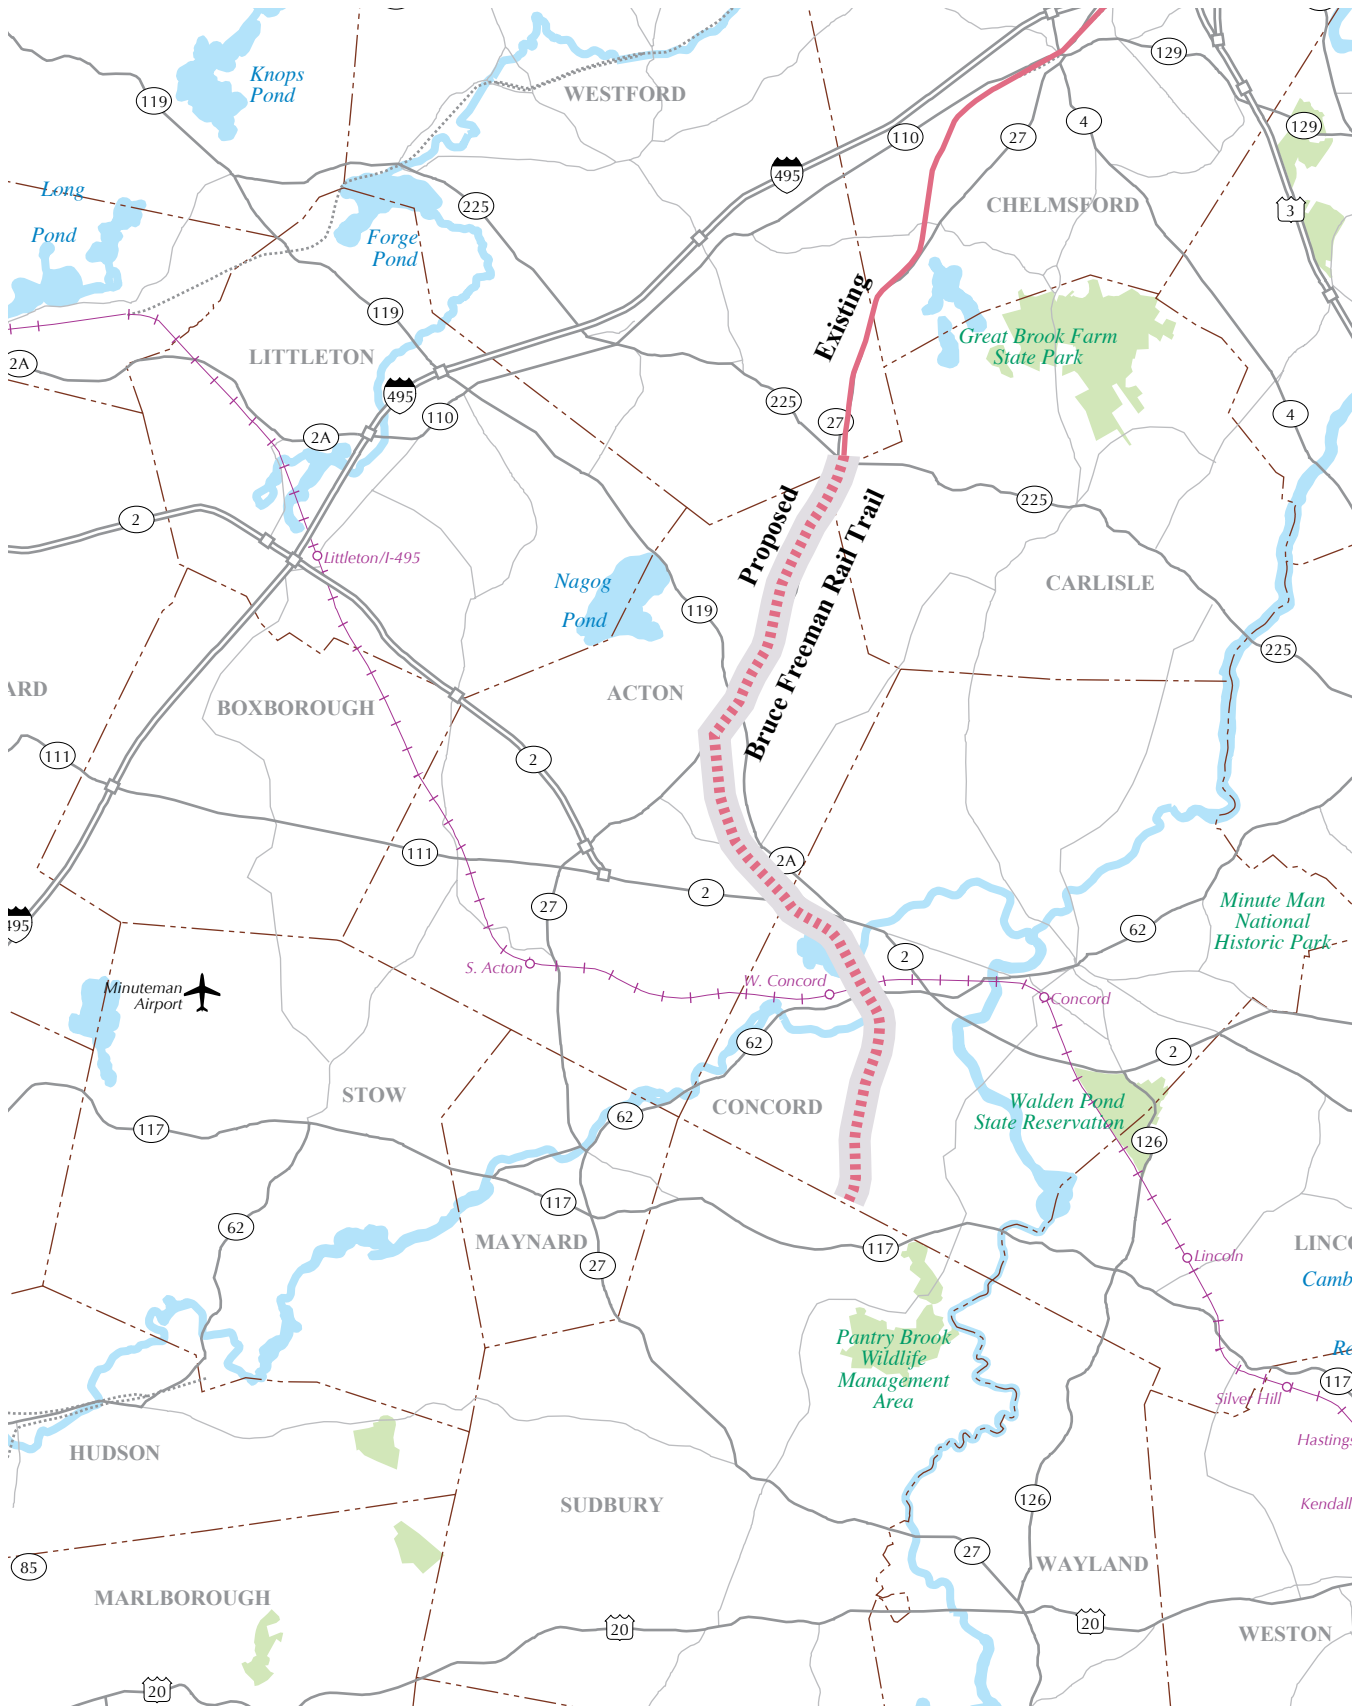 Knops
Pond
WESTFORD
129
119
4
129
110
27
495
Long
225
CHELMSFORD
3
Pond
Forge
Pond
Existing
119
Great Brook Farm
State Park
LITTLETON
2A
495
225
4
110
27
2A
Proposed
225
2
Bruce Freeman Rail Trail
Littleton/I-495
Nagog
CARLISLE
119
Pond
225
ARD
ACTON
BOXBOROUGH
111
2
111
2A
2
27
Minute Man
National
Historic Park
495
62
2
S. Acton
W. Concord
Minuteman
Airport
Concord
62
2
STOW
Walden Pond
State Reservation
CONCORD
62
117
126
117
62
MAYNARD
117
LINCO
Lincoln
27
Camb
Pantry Brook
Wildlife
Management
Area
Re
117
Silver Hill
Hastings
HUDSON
126
SUDBURY
Kendall
27
85
WAYLAND
MARLBOROUGH
20
20
WESTON
20